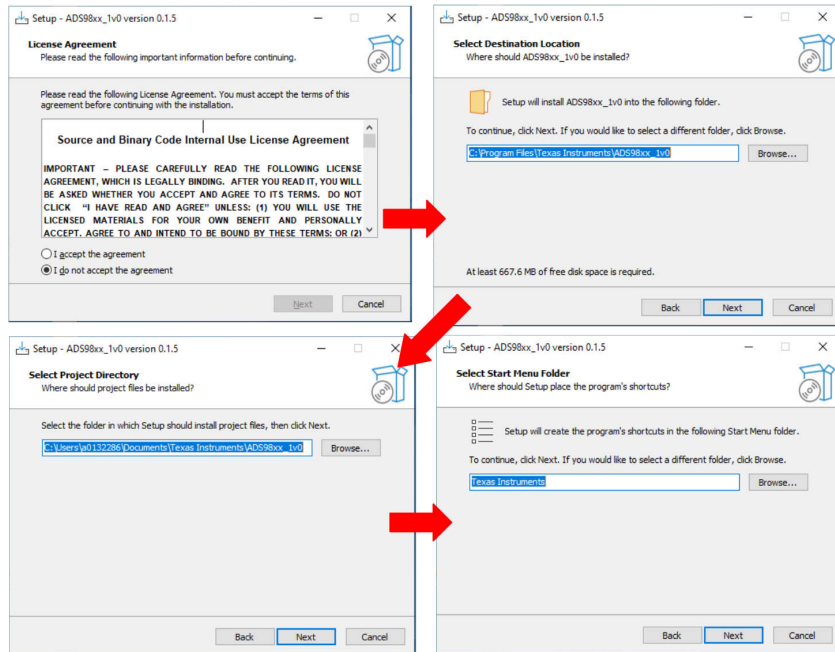 Setup - ADS98xx_1v0 version 0.1.5
License Agreement
Please read the following important information before continuing.
Please read the following License Agreement. You must accept the terms of this
agreement before continuing with the installation.
Source and Binary Code Internal Use License Agreement
IMPORTANT – PLEASE CAREFULLY READ THE FOLLOWING LICENSE
AGREEMENT, WHICH IS LEGALLY BINDING. AFTER YOU READ IT, YOU WILL
BE ASKED WHETHER YOU ACCEPT AND AGREE TO ITS TERMS. DO NOT
CLICK “I HAVE READ AND AGREE” UNLESS: (1) YOU WILL USE THE
LICENSED MATERIALS FOR YOUR OWN BENEFIT AND PERSONALLY
ACCEPT, AGREE TO AND INTEND TO BE BOUND BY THESE TERMS; OR (2)
I accept the agreement
I do not accept the agreement
Next
Cancel
Setup - ADS98xx_1v0 version 0.1.5
Select Destination Location
Where should ADS98xx_1v0 be installed?
Setup will install ADS98xx_1v0 into the following folder.
To continue, click Next. If you would like to select a different folder, click Browse.
C:\Program Files\Texas Instruments\ADS98xx_1v0
Browse...
At least 667.6 MB of free disk space is required.
Back
Next
Cancel
Setup - ADS98xx_1v0 version 0.1.5
Select Project Directory
Where should project files be installed?
Select the folder in which Setup should install project files, then click Next.
C:\Users\a0132286\Documents\Texas Instruments\ADS98xx_1v0
Browse...
Back
Next
Cancel
Setup - ADS98xx_1v0 version 0.1.5
Select Start Menu Folder
Where should Setup place the program's shortcuts?
Setup will create the program's shortcuts in the following Start Menu folder.
To continue, click Next. If you would like to select a different folder, click Browse.
Texas Instruments
Browse...
Back
Next
Cancel